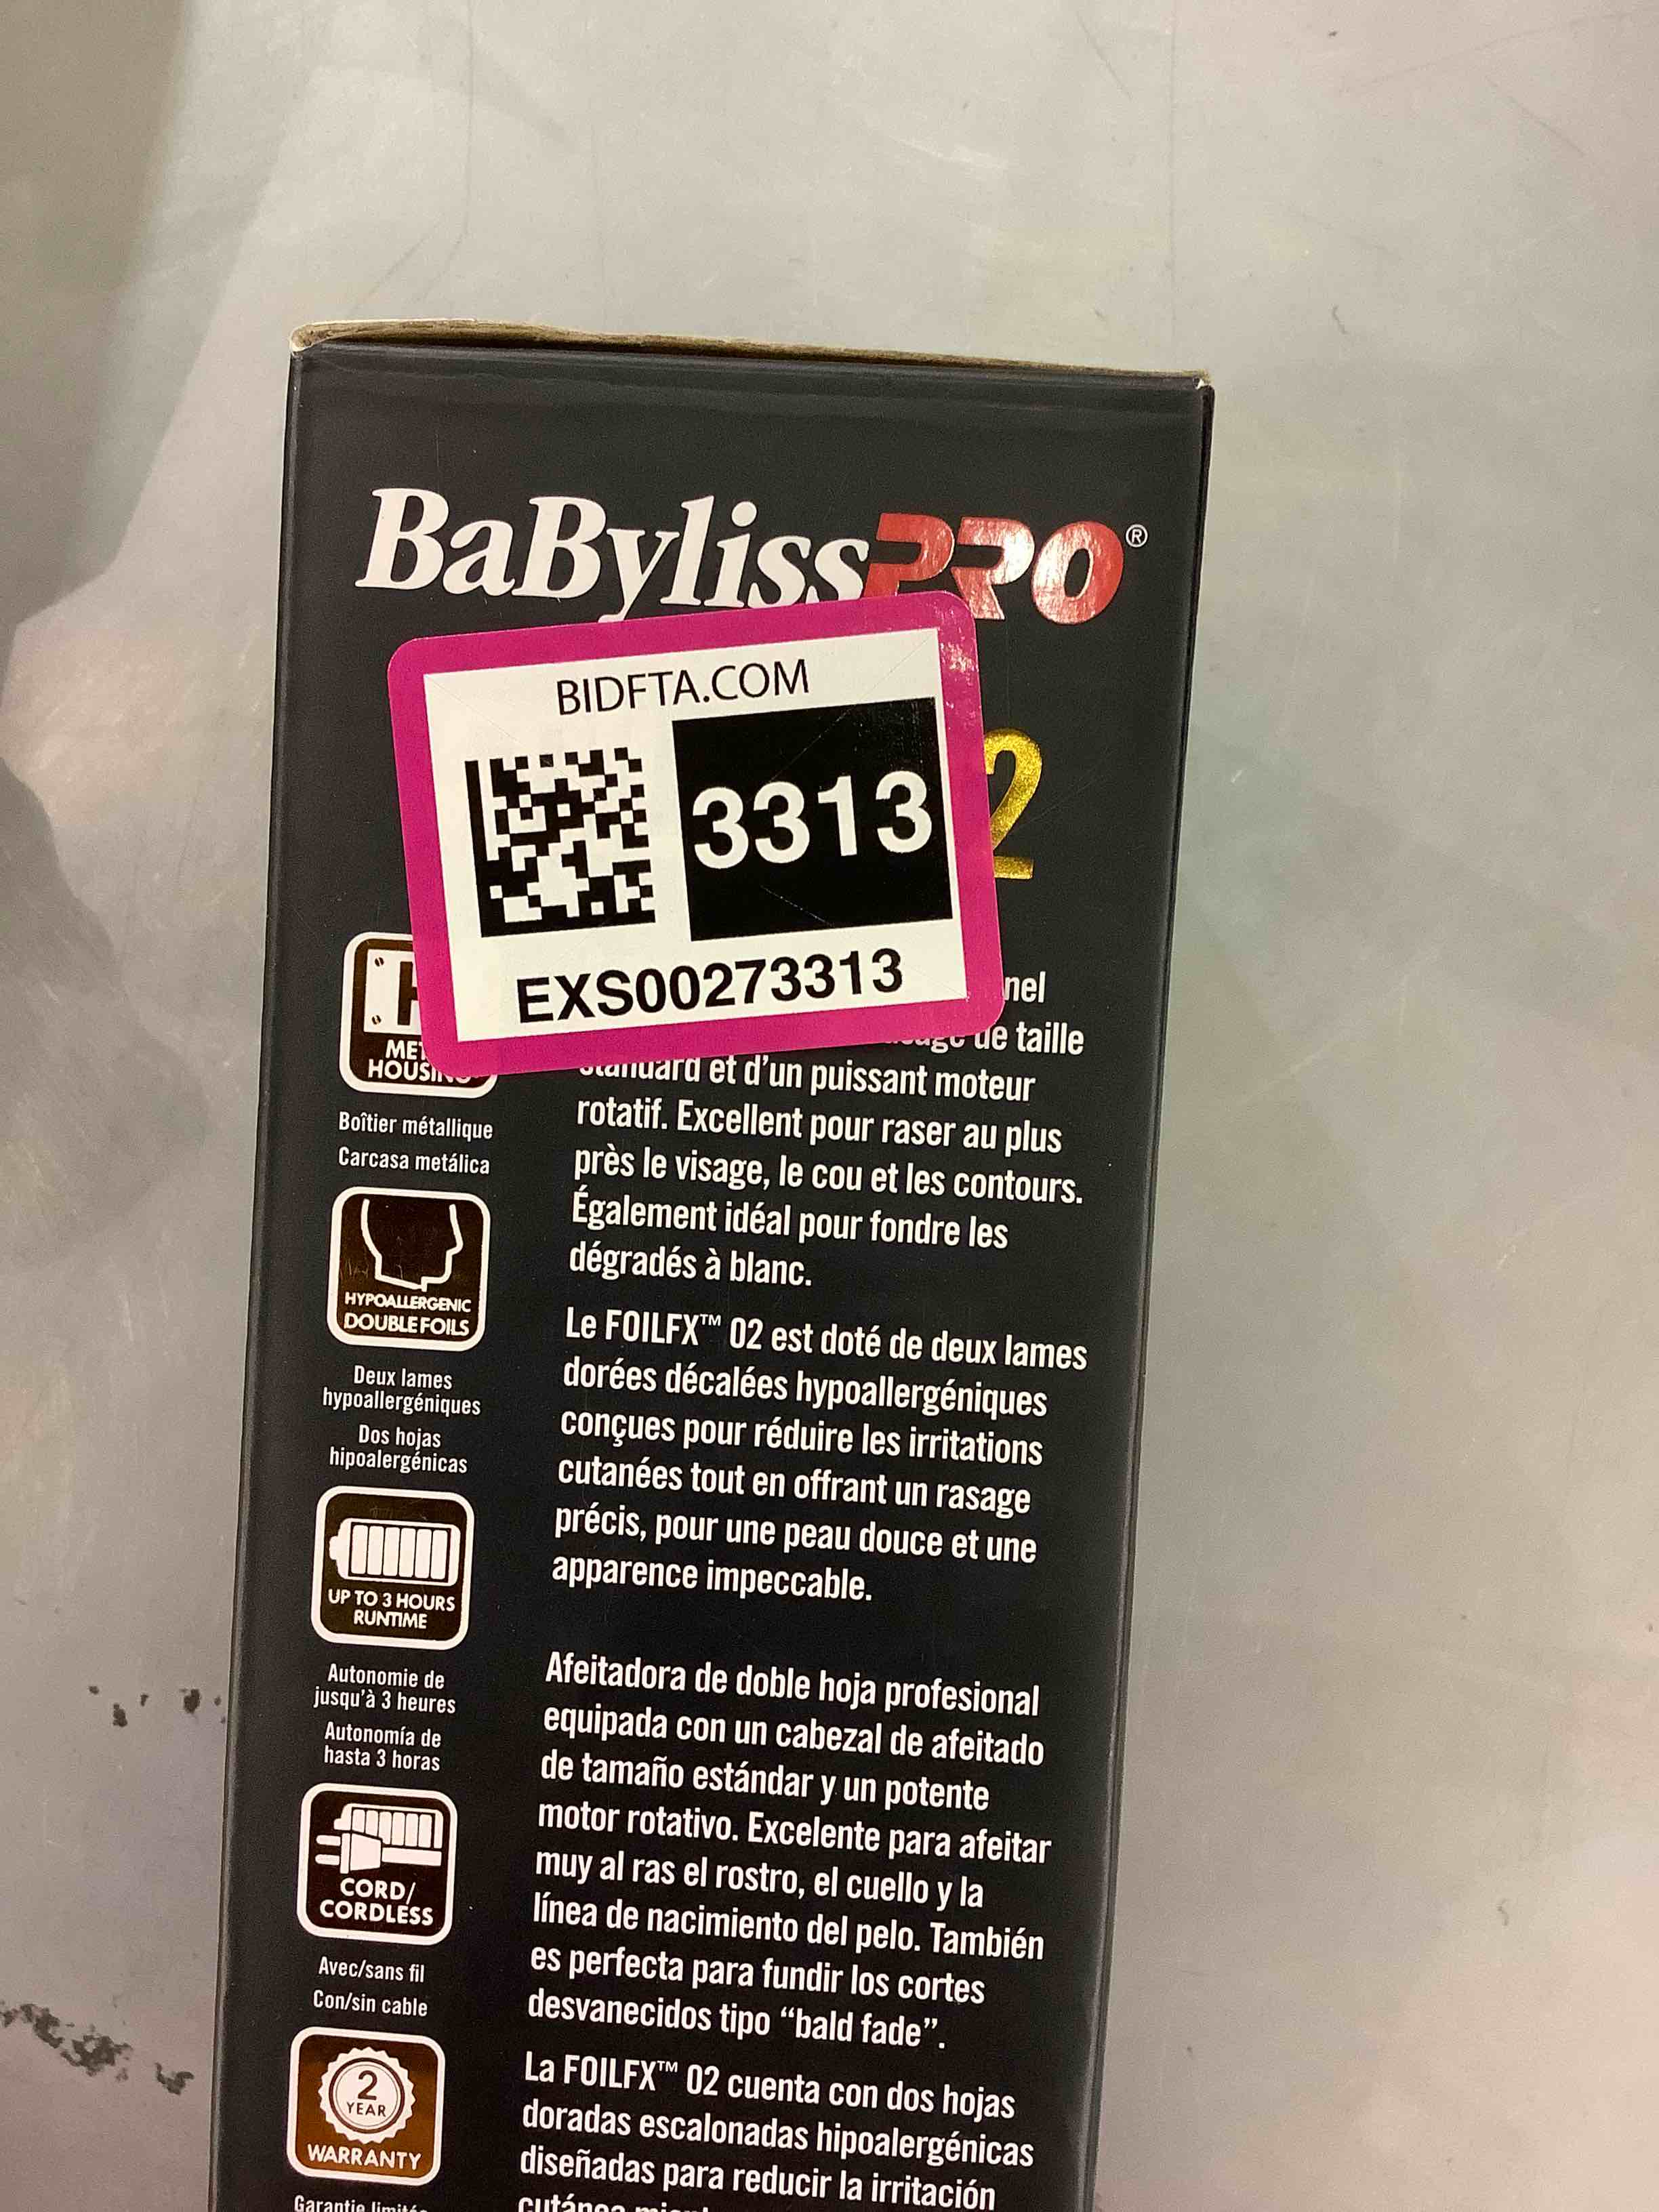 BaBylissPRO®
BIDFTA.COM
3313
EXS00273313
2
HOUSING
Boîtier métallique
Carcasa metálica
HYPOALLERGENIC
DOUBLE FOILS
Deux lames
hypoallergéniques
Dos hojas
hipoalergénicas
UP TO 3 HOURS
RUNTIME
Autonomie de
jusqu'à 3 heures
Autonomía de
hasta 3 horas
CORD/
CORDLESS
Avec/sans fil
Con/sin cable
2
YEAR
WARRANTY
Garantie
de taille
standard et d'un puissant moteur
rotatif. Excellent pour raser au plus
près le visage, le cou et les contours.
Également idéal pour fondre les
dégradés à blanc.
Le FOILFX™ 02 est doté de deux lames
dorées décalées hypoallergéniques
conçues pour réduire les irritations
cutanées tout en offrant un rasage
précis, pour une peau douce et une
apparence impeccable.
Afeitadora de doble hoja profesional
equipada con un cabezal de afeitado
de tamaño estándar y un potente
motor rotativo. Excelente para afeitar
muy al ras el rostro, el cuello y la
línea de nacimiento del pelo. También
es perfecta para fundir los cortes
desvanecidos tipo “bald fade”.
La FOILFX™ 02 cuenta con dos hojas
doradas escalonadas hipoalergénicas
diseñadas para reducir la irritación